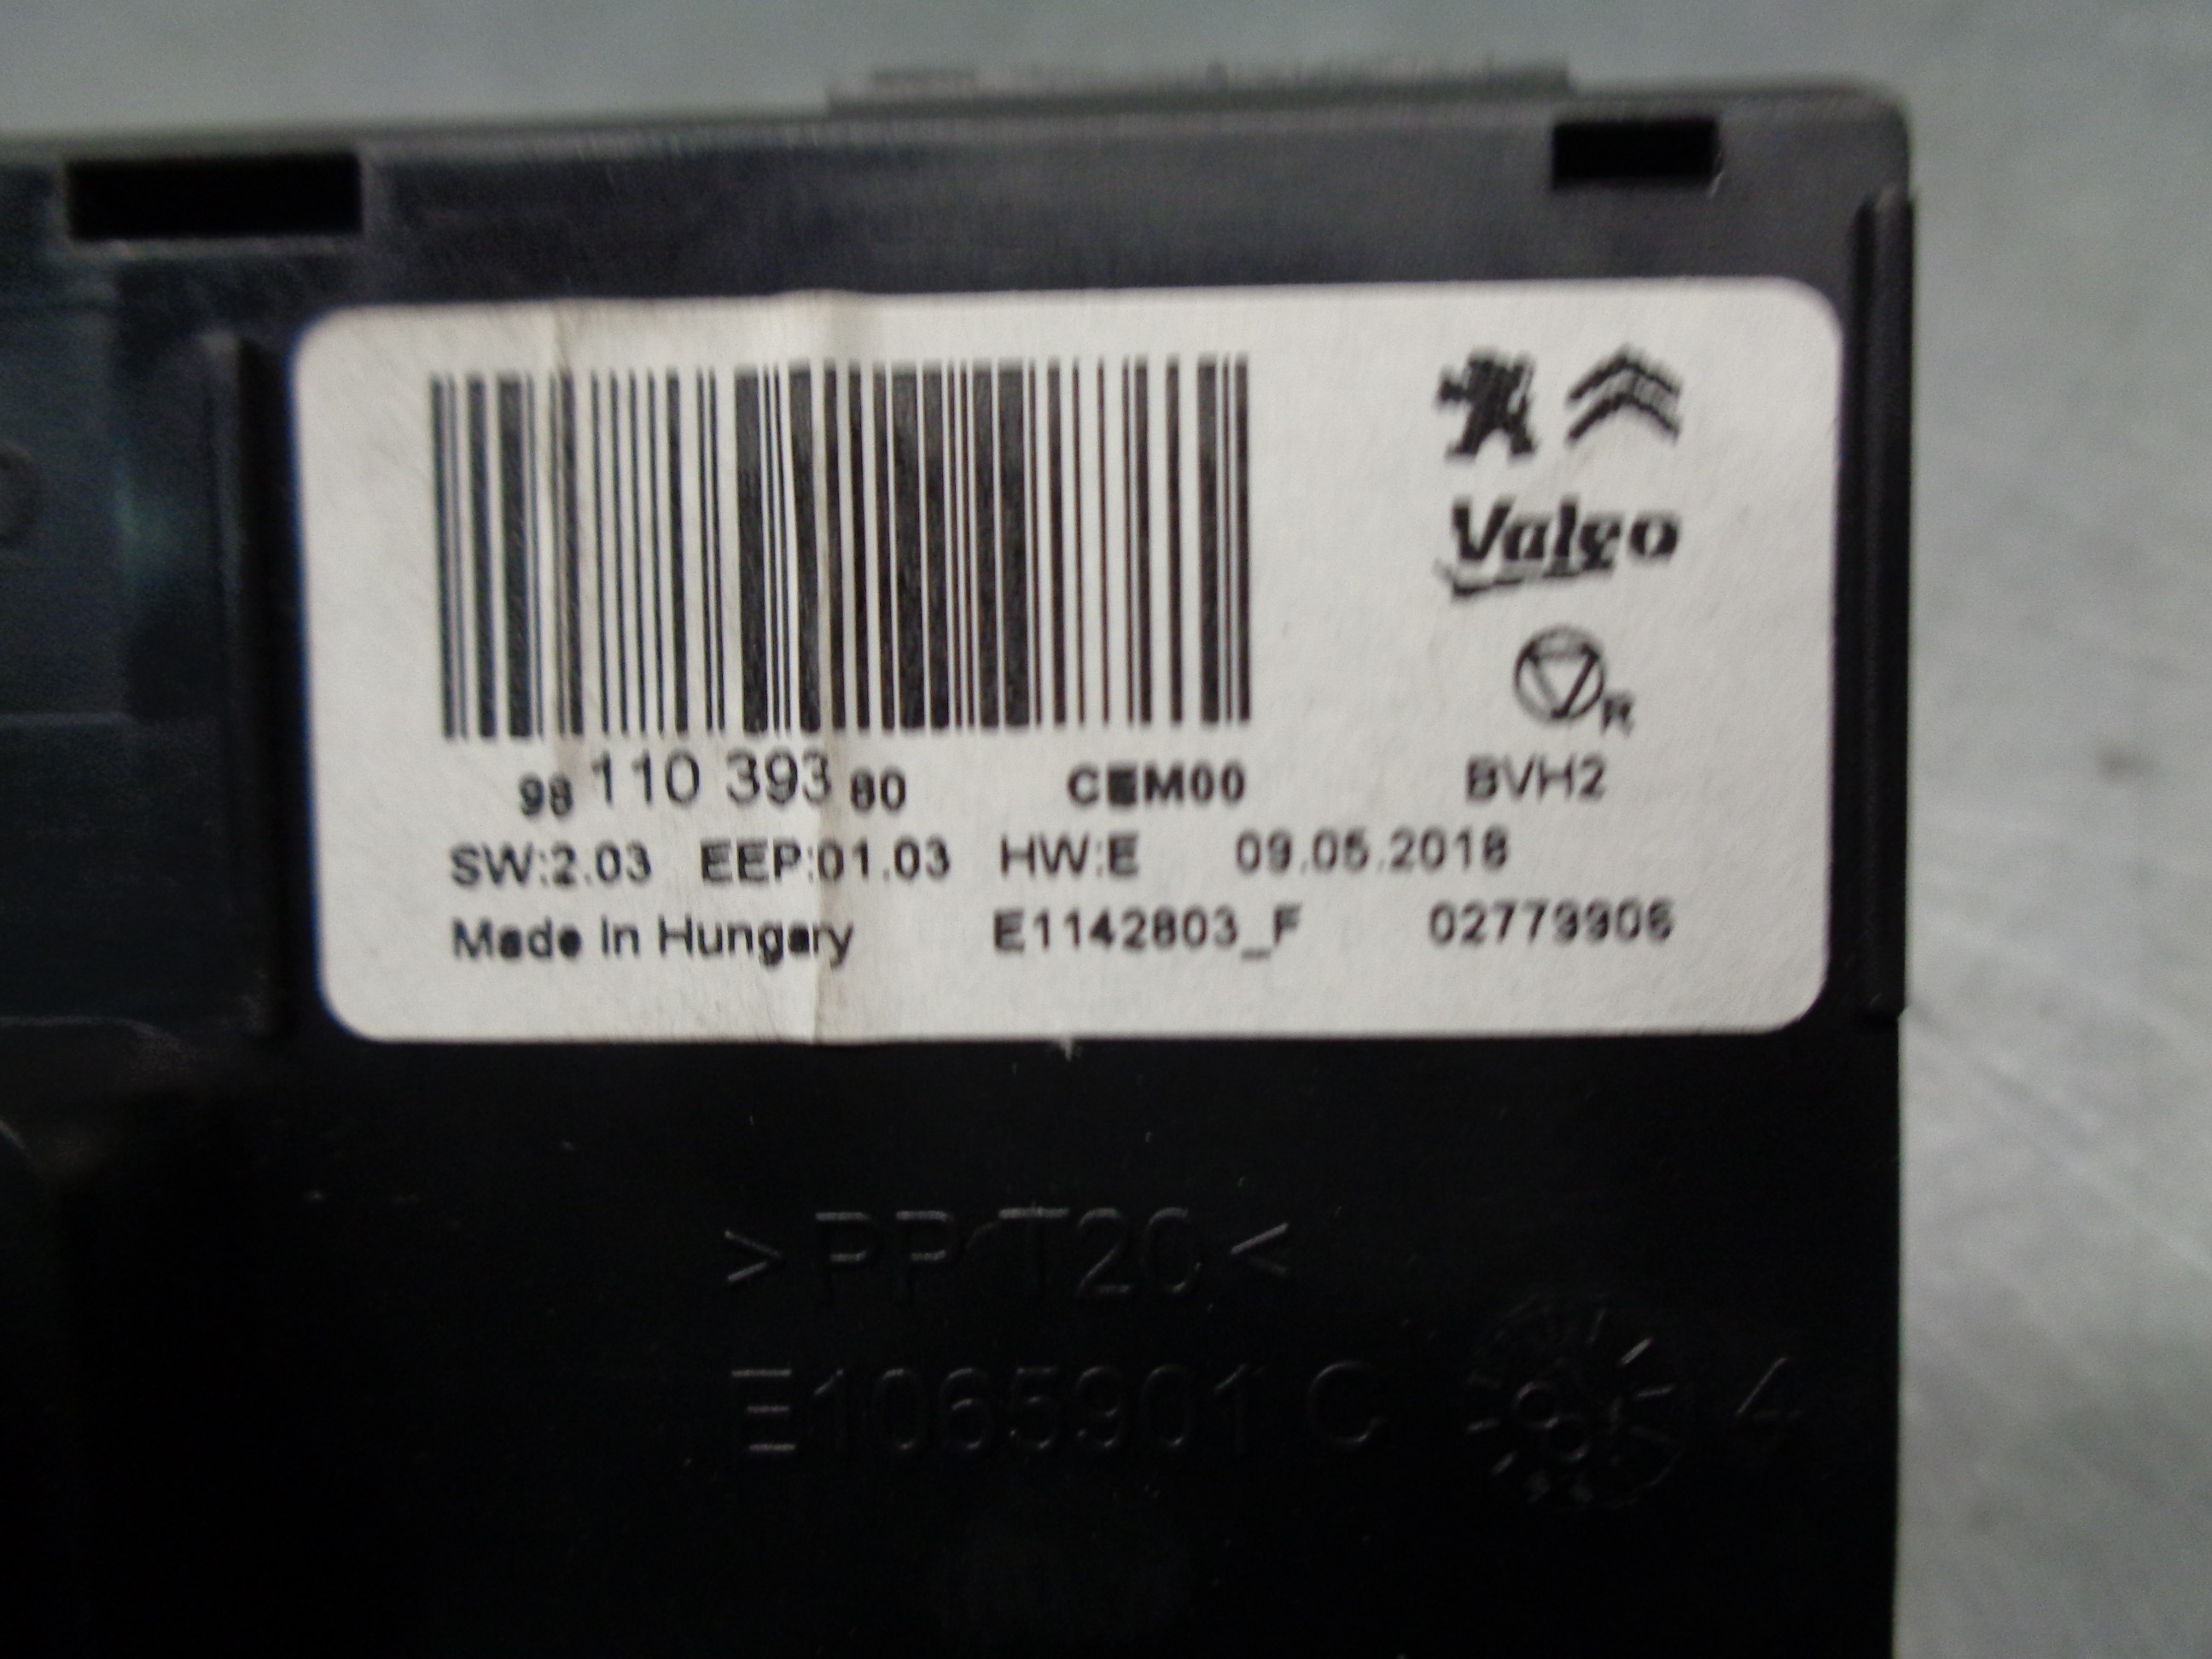 Valeo
R
98 110 393 80 CEM00 BVH2
SW:2.03 EEP:01.03 HW:E 09.05.2018
Made In Hungary E1142803_F 02779906
>PP T20<
E1065901 C 4